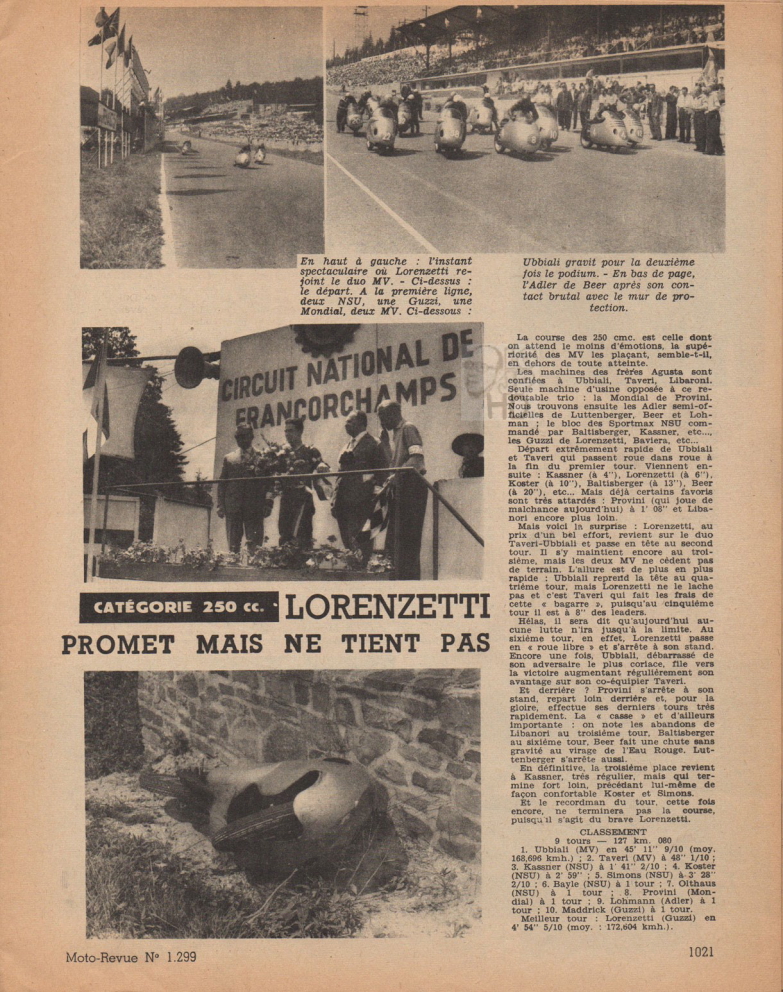 En haut à gauche : l'instant
spectaculaire où Lorenzetti re-
joint le duo MV. - Ci-dessus :
le départ. A la première ligne,
deux NSU, une Guzzi, une
Mondial, deux MV. Ci-dessous :
Ubbiali gravit pour la deuxième
fois le podium. - En bas de page,
l'Adler de Beer après son con-
tact brutal avec le mur de pro-
tection.
CIRCUIT NATIONAL DE
FRANCORCHAMPS
CATÉGORIE 250 cc. · LORENZETTI
PROMET MAIS NE TIENT PAS
La course des 250 cmc. est celle dont
on attend le moins d'émotions, la supé-
riorité des MV les plaçant, semble-t-il,
en dehors de toute atteinte.
Les machines des frères Agusta sont
confiées à Ubbiali, Taveri, Libaroni.
Seule machine d'usine opposée à ce re-
doutable trio : la Mondial de Provini.
Nous trouvons ensuite les Adler semi-of-
ficielles de Luttenberger, Beer et Loh-
man ; le bloc des Sportmax NSU com-
mandé par Baltisberger, Kassner, etc...,
les Guzzi de Lorenzetti, Baviera, etc...
Départ extrêmement rapide de Ubbiali
et Taveri qui passent roue dans roue à
la fin du premier tour. Viennent en-
suite : Kassner (à 4"), Lorenzetti (à 6"),
Koster (à 10"), Baltisberger (à 13"), Beer
(à 20"), etc... Mais déjà certains favoris
sont très attardés : Provini (qui joue de
malchance aujourd'hui) à 1' 08" et Liba-
nori encore plus loin.
Mais voici la surprise : Lorenzetti, au
prix d'un bel effort, revient sur le duo
Taveri-Ubbiali et passe en tête au second
tour. Il s'y maintient encore au troi-
sième, mais les deux MV ne cèdent pas
de terrain. L'allure est de plus en plus
rapide : Ubbiali reprend la tête au qua-
trième tour, mais Lorenzetti ne le lache
pas et c'est Taveri qui fait les frais de
cette « bagarre », puisqu'au cinquième
tour il est à 8" des leaders.
Hélas, il sera dit qu'aujourd'hui au-
cune lutte n'ira jusqu'à la limite. Au
sixième tour, en effet, Lorenzetti passe
en « roue libre » et s'arrête à son stand.
Encore une fois, Ubbiali, débarrassé de
son adversaire le plus coriace, file vers
la victoire augmentant régulièrement son
avantage sur son co-équipier Taveri.
Et derrière ? Provini s'arrête à son
stand, repart loin derrière et, pour la
gloire, effectue ses derniers tours très
rapidement. La « casse » et d'ailleurs
importante : on note les abandons de
Libanori au troisième tour, Baltisberger
au sixième tour, Beer fait une chute sans
gravité au virage de l'Eau Rouge. Lut-
tenberger s'arrête aussi.
En définitive, la troisième place revient
à Kassner, très régulier, mais qui ter-
mine fort loin, précédant lui-même de
façon confortable Koster et Simons.
Et le recordman du tour, cette fois
encore, ne terminera pas la course,
puisqu'il s'agit du brave Lorenzetti.
CLASSEMENT
9 tours — 127 km. 080
1. Ubbiali (MV) en 45' 11" 9/10 (moy.
168,696 kmh.) ; 2. Taveri (MV) à 48" 1/10 ;
3. Kassner (NSU) à 1' 41" 2/10 ; 4. Koster
(NSU) à 2' 59" ; 5. Simons (NSU) à 3' 28"
2/10 ; 6. Bayle (NSU) à 1 tour ; 7. Olthaus
(NSU) à 1 tour ; 8. Provini (Mon-
dial) à 1 tour ; 9. Lohmann (Adler) à 1
tour ; 10. Maddrick (Guzzi) à 1 tour.
Meilleur tour : Lorenzetti (Guzzi) en
4' 54" 5/10 (moy. : 172,604 kmh.).
Moto-Revue Nº 1.299
1021